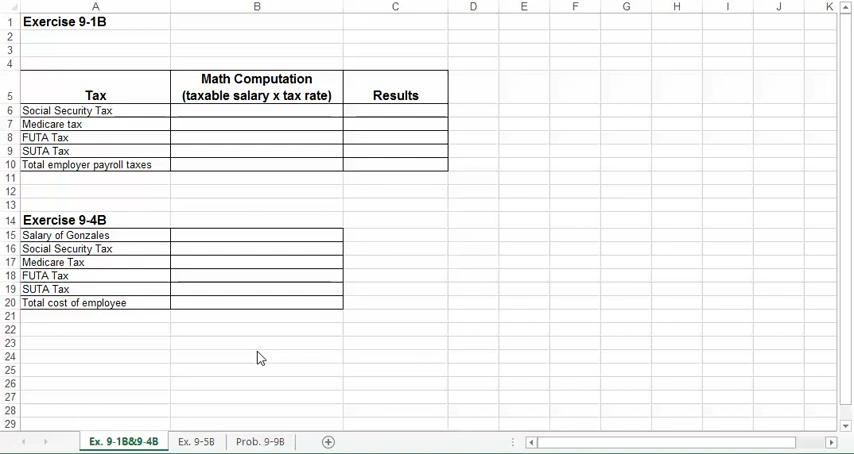 A B C D E F G H I J K
1 Exercise 9-1B
2
3
4
Math Computation
5 Tax (taxable salary x tax rate) Results
6 Social Security Tax
7 Medicare tax
8 FUTA Tax
9 SUTA Tax
10 Total employer payroll taxes
11
12
13
14 Exercise 9-4B
15 Salary of Gonzales
16 Social Security Tax
17 Medicare Tax
18 FUTA Tax
19 SUTA Tax
20 Total cost of employee
21
22
23
24
25
26
27
28
29
Ex. 9-1B&9-4B Ex. 9-5B Prob. 9-9B